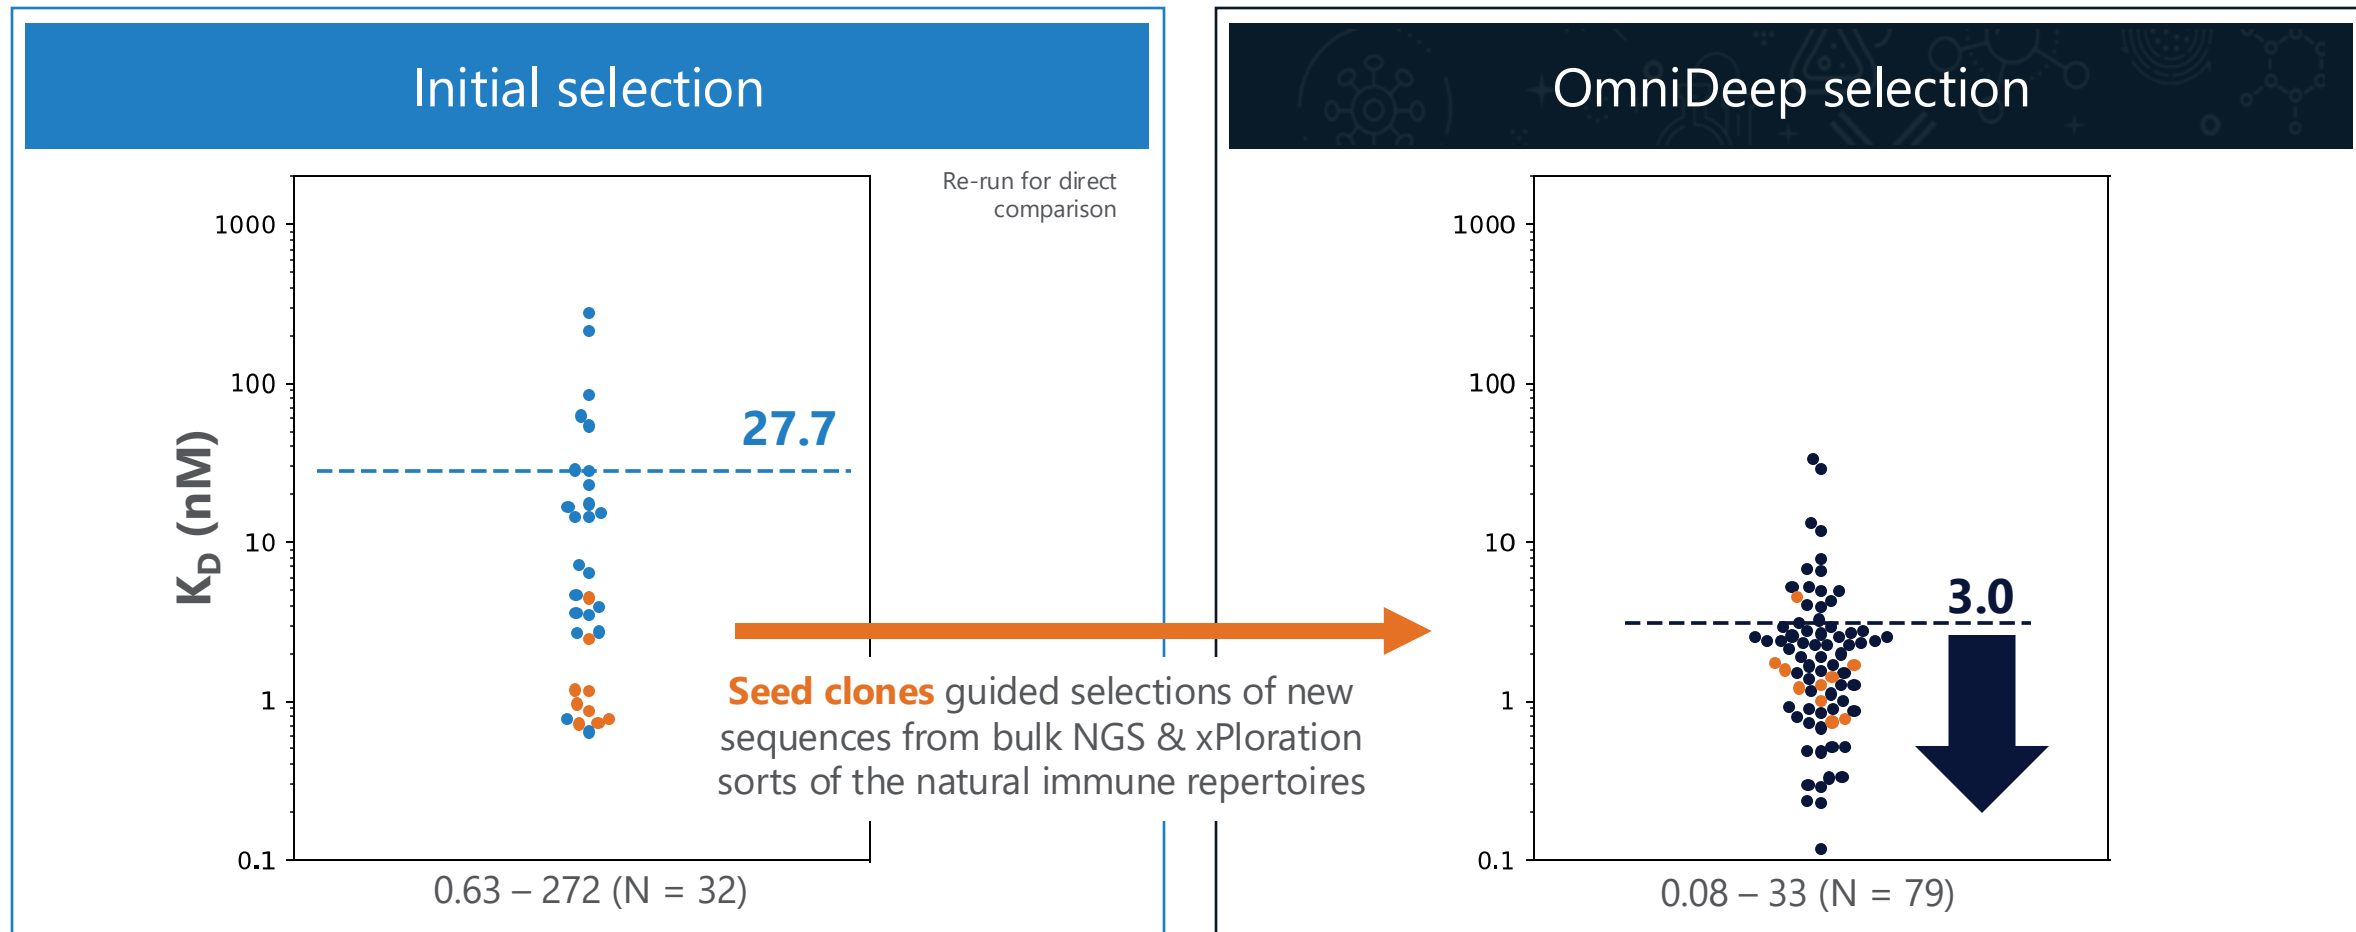 Initial selection
Re-run for direct
comparison
1000
100
10
1
0.1
K_D (nM)
27.7
0.63 – 272 (N = 32)
Seed clones guided selections of new
sequences from bulk NGS & xPloration
sorts of the natural immune repertoires
OmniDeep selection
1000
100
10
1
0.1
3.0
0.08 – 33 (N = 79)